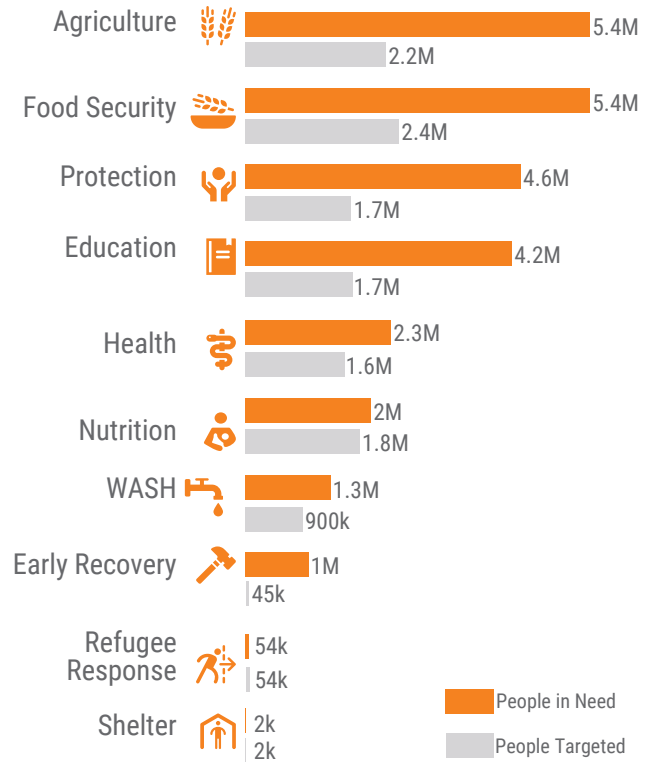 Agriculture
5.4M
2.2M
Food Security
5.4M
2.4M
Protection
4.6M
1.7M
Education
4.2M
1.7M
Health
2.3M
1.6M
Nutrition
2M
1.8M
WASH
1.3M
900k
Early Recovery
1M
45k
Refugee
Response
54k
54k
Shelter
2k
2k
People in Need
People Targeted